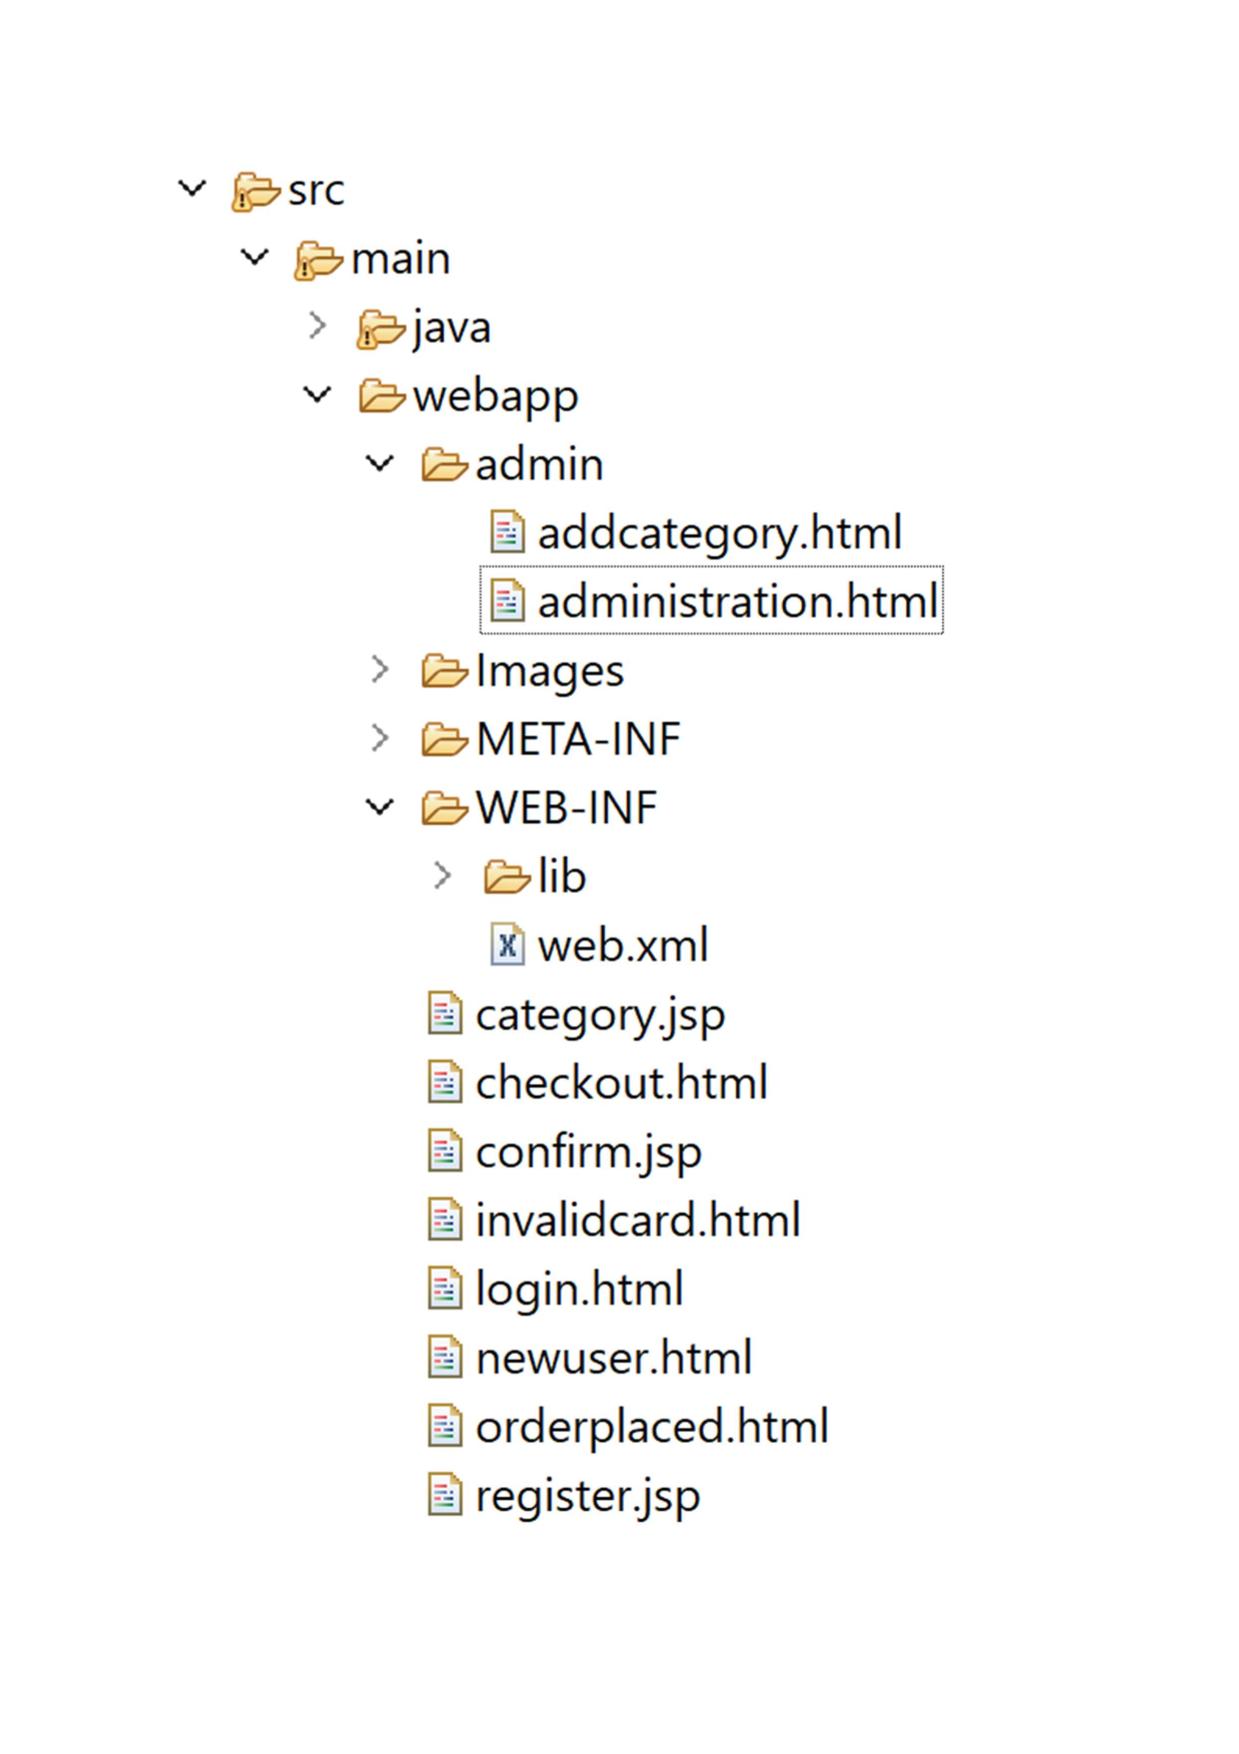 src
main
java
webapp
admin
addcategory.html
administration.html
Images
META-INF
WEB-INF
lib
web.xml
category.jsp
checkout.html
confirm.jsp
invalidcard.html
login.html
newuser.html
orderplaced.html
register.jsp